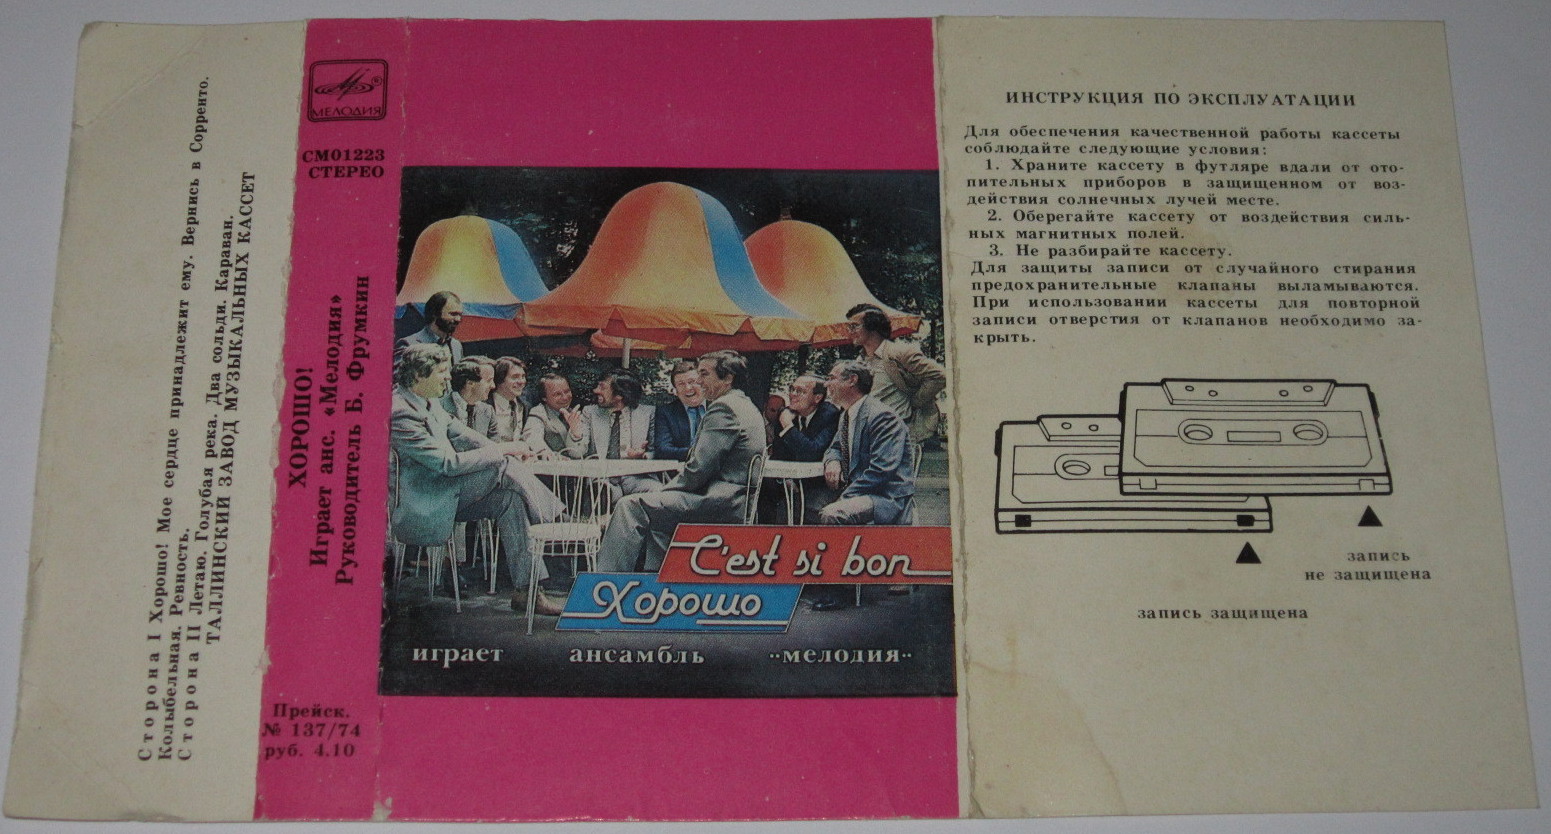 Сторона I Хорошо! Мое сердце принадлежит ему. Вернись в Сорренто.
Колыбельная. Ревность.
Сторона II Летаю. Голубая река. Два сольди. Караван.
ТАЛЛИНСКИЙ ЗАВОД МУЗЫКАЛЬНЫХ КАССЕТ
МЕЛОДИЯ
СМ01223
СТЕРЕО
ХОРОШО!
Играет анс. «Мелодия»
Руководитель Б. Фрумкин
Прейск.
№ 137/74
руб. 4.10
C'est si bon
Хорошо
играет ансамбль "мелодия"
ИНСТРУКЦИЯ ПО ЭКСПЛУАТАЦИИ
Для обеспечения качественной работы кассеты
соблюдайте следующие условия:
1. Храните кассету в футляре вдали от ото-
пительных приборов в защищенном от воз-
действия солнечных лучей месте.
2. Оберегайте кассету от воздействия силь-
ных магнитных полей.
3. Не разбирайте кассету.
Для защиты записи от случайного стирания
предохранительные клапаны выламываются.
При использовании кассеты для повторной
записи отверстия от клапанов необходимо за-
крыть.
запись
не защищена
запись защищена